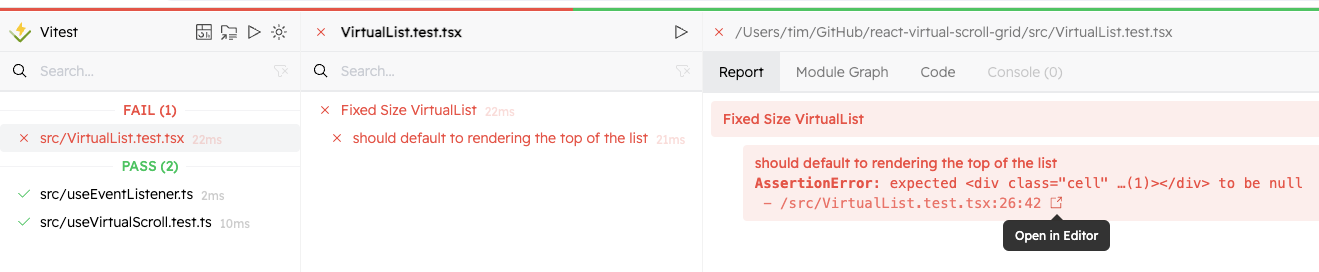 Vitest
Search...
FAIL (1)
src/VirtualList.test.tsx 22ms
PASS (2)
src/useEventListener.ts 2ms
src/useVirtualScroll.test.ts 10ms
VirtualList.test.tsx
Search...
Fixed Size VirtualList 22ms
should default to rendering the top of the list 21ms
/Users/tim/GitHub/react-virtual-scroll-grid/src/VirtualList.test.tsx
Report Module Graph Code Console (0)
Fixed Size VirtualList
should default to rendering the top of the list
AssertionError: expected <div class="cell" …(1)></div> to be null
- /src/VirtualList.test.tsx:26:42
Open in Editor